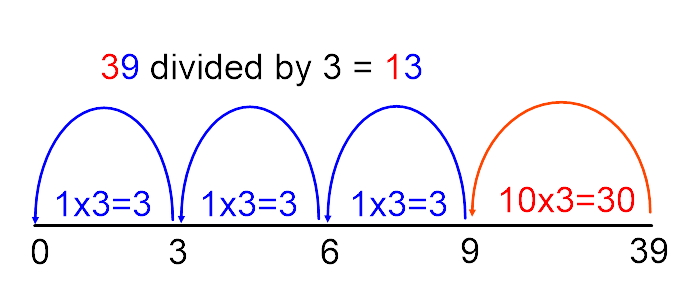 39 divided by 3 = 13
1x3=3 1x3=3 1x3=3 10x3=30
0 3 6 9 39